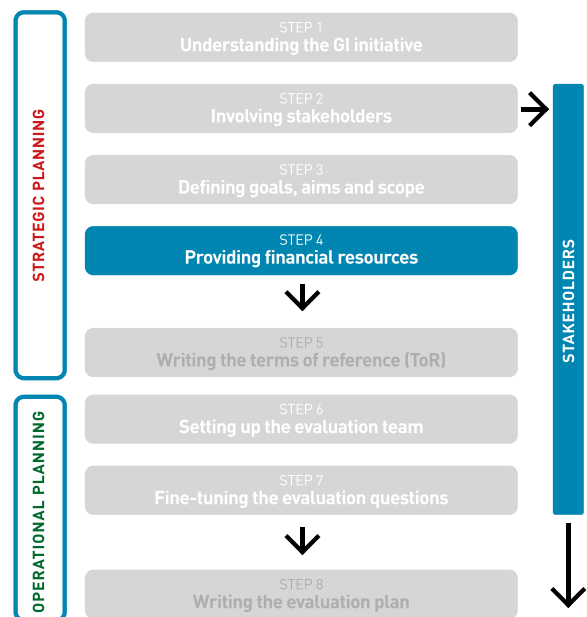 STRATEGIC PLANNING
STEP 1
Understanding the GI initiative
STEP 2
Involving stakeholders
STEP 3
Defining goals, aims and scope
STEP 4
Providing financial resources
STEP 5
Writing the terms of reference (ToR)
OPERATIONAL PLANNING
STEP 6
Setting up the evaluation team
STEP 7
Fine-tuning the evaluation questions
STEP 8
Writing the evaluation plan
STAKEHOLDERS